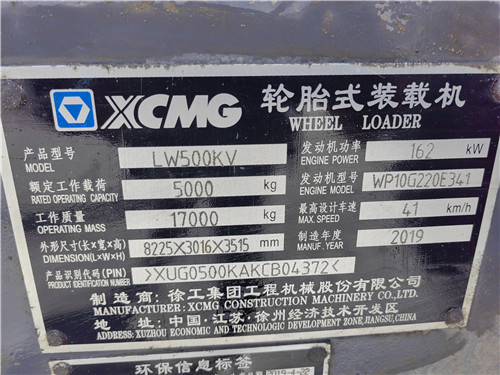 XCMG 轮胎式装载机
WHEEL LOADER
产品型号 LW500KV 发动机功率 162 kW
ENGINE POWER
额定工作载荷 5000 kg 发动机型号 WP10G220E341
RATED OPERATING CAPACITY ENGINE MODEL
工作质量 17000 kg 最高设计车速 41 km/h
OPERATING MASS MAX.SPEED
外形尺寸(长×宽×高) 8225×3016×3515 mm 制造年度 2019
DIMENSION(L×W×H) MANUF.YEAR
产品识别代码(PIN) >XUG0500KAKCB04372<
PRODUCT IDENTIFICATION NUMBER
制造商:徐工集团工程机械股份有限公司
XCMG CONSTRUCTION MACHINERY CO.,LTD.
地 址:中国·江苏·徐州经济技术开发区
ADDRESS:XUZHOU ECONOMIC AND TECHNOLOGIC DEVELOPMENT ZONE,JIANGSU,CHINA
环保信息标签